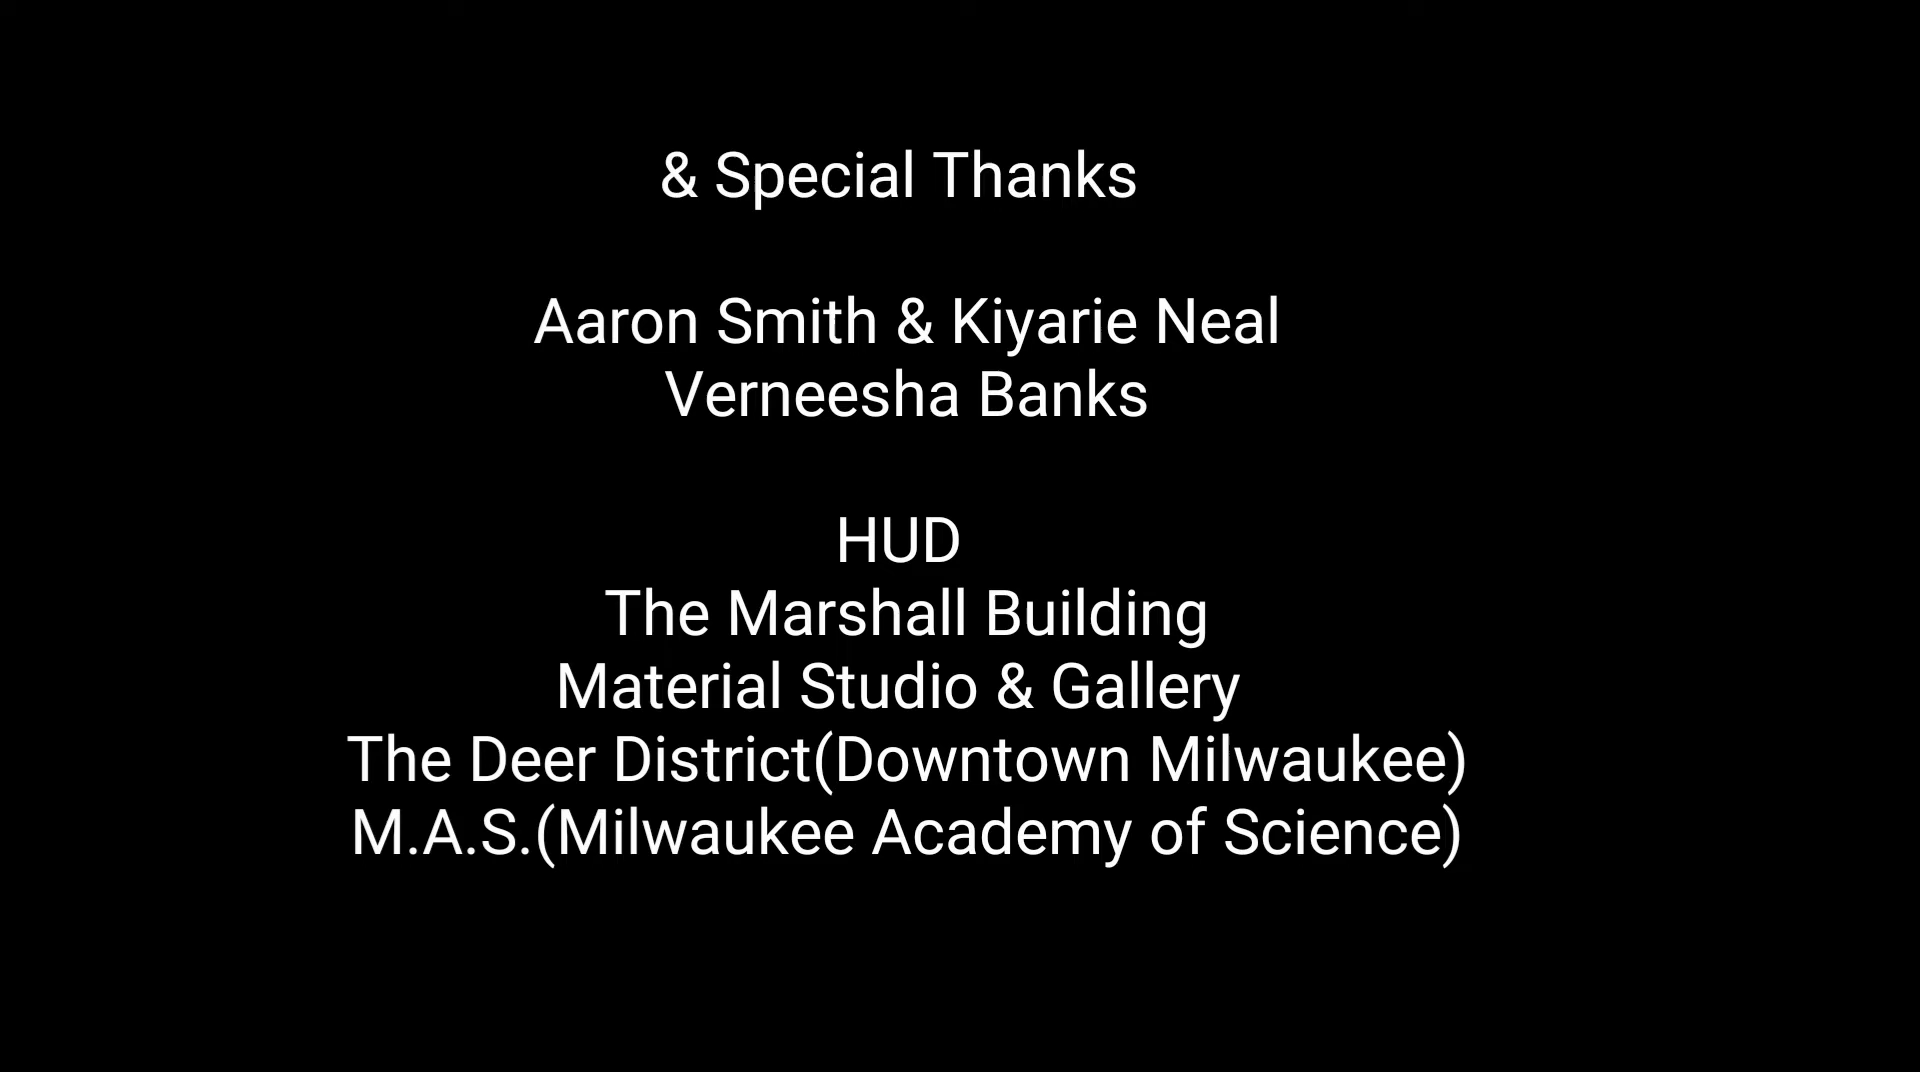 & Special Thanks
Aaron Smith & Kiyarie Neal
Verneesha Banks
HUD
The Marshall Building
Material Studio & Gallery
The Deer District(Downtown Milwaukee)
M.A.S.(Milwaukee Academy of Science)